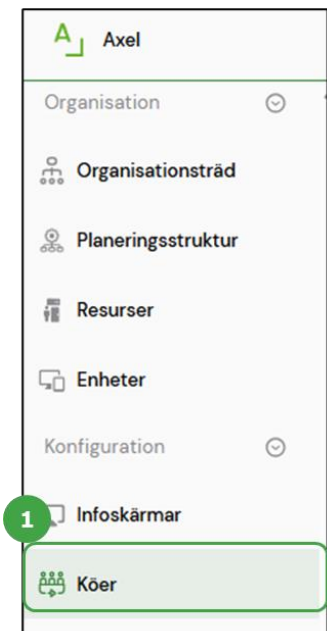 Axel
Organisation
Organisationsträd
Planeringsstruktur
Resurser
Enheter
Konfiguration
1 Infoskärmar
Köer